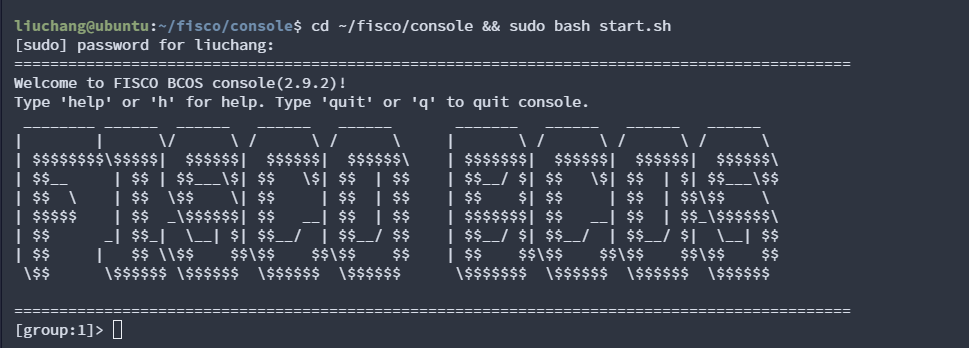 liuchang@ubuntu:~/fisco/console$ cd ~/fisco/console && sudo bash start.sh
[sudo] password for liuchang:
=============================================================================================
Welcome to FISCO BCOS console(2.9.2)!
Type 'help' or 'h' for help. Type 'quit' or 'q' to quit console.
 ________ ______  ______   ______   ______       _______   ______   ______   ______
|        |      \/      \ /      \ /      \     |       \ /      \ /      \ /      \
| $$$$$$$$\$$$$$|  $$$$$$|  $$$$$$|  $$$$$$\    | $$$$$$$|  $$$$$$|  $$$$$$|  $$$$$$\
| $$__     | $$ | $$___\$| $$   \$| $$  | $$    | $$__/ $| $$   \$| $$  | $| $$___\$$
| $$  \    | $$  \$$    \| $$     | $$  | $$    | $$    $| $$     | $$  | $$\$$    \
| $$$$$    | $$  _\$$$$$$| $$   __| $$  | $$    | $$$$$$$| $$   __| $$  | $$_\$$$$$$\
| $$      _| $$_|  \__| $| $$__/  | $$__/ $$    | $$__/ $| $$__/  | $$__/ $|  \__| $$
| $$     |   $$ \\$$    $$\$$    $$\$$    $$    | $$    $$\$$    $$\$$    $$\$$    $$
 \$$      \$$$$$$ \$$$$$$  \$$$$$$  \$$$$$$      \$$$$$$$  \$$$$$$  \$$$$$$  \$$$$$$
=============================================================================================
[group:1]>